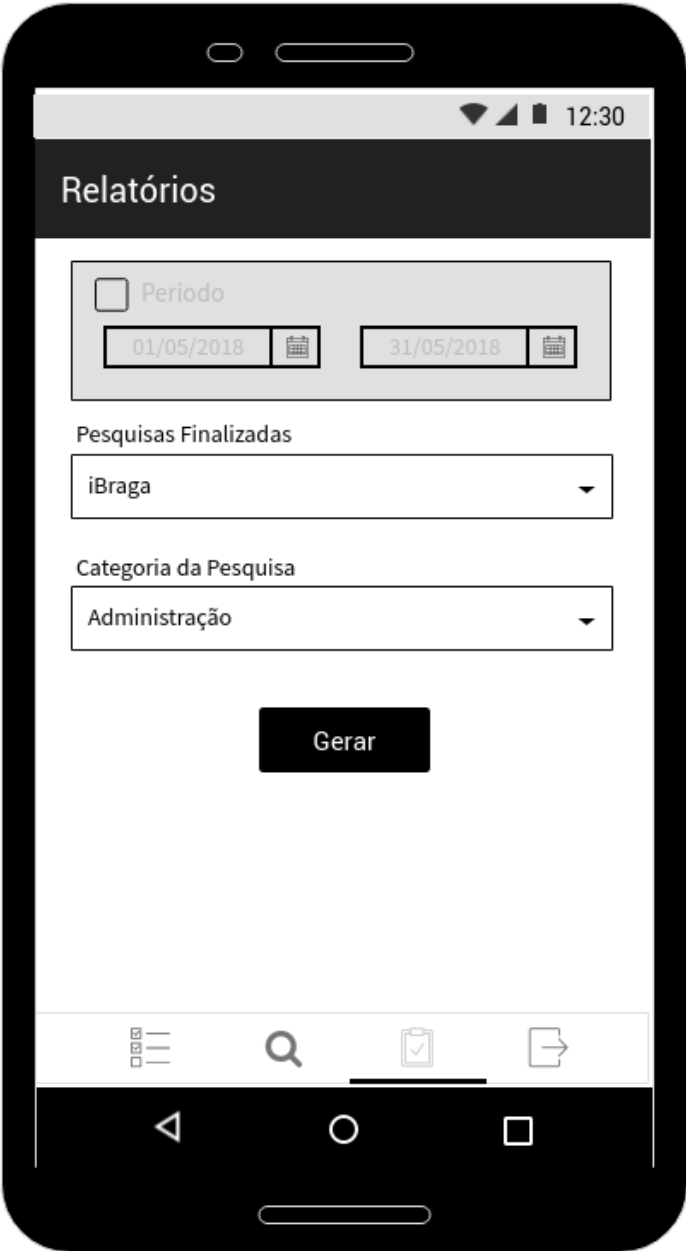 12:30
Relatórios
Periodo
01/05/2018 31/05/2018
Pesquisas Finalizadas
iBraga
Categoria da Pesquisa
Administração
Gerar